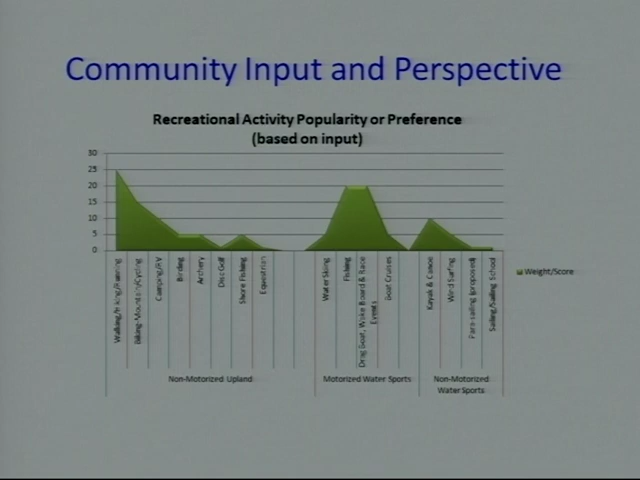 Community Input and Perspective
Recreational Activity Popularity or Preference
(based on input)
30
25
20
15
10
5
0
Walking/Hiking/Running
Biking-Mountain/Cycling
Camping/RV
Birding
Archery
Disc Golf
Shore Fishing
Equestrian
Water Skiing
Fishing
Drag Boat, Wake Board & Race
Events
Boat Cruises
Kayak & Canoe
Wind Surfing
Para-sailing (proposed)
Sailing/Sailing School
Weight/Score
Non-Motorized Upland
Motorized Water Sports
Non-Motorized
Water Sports